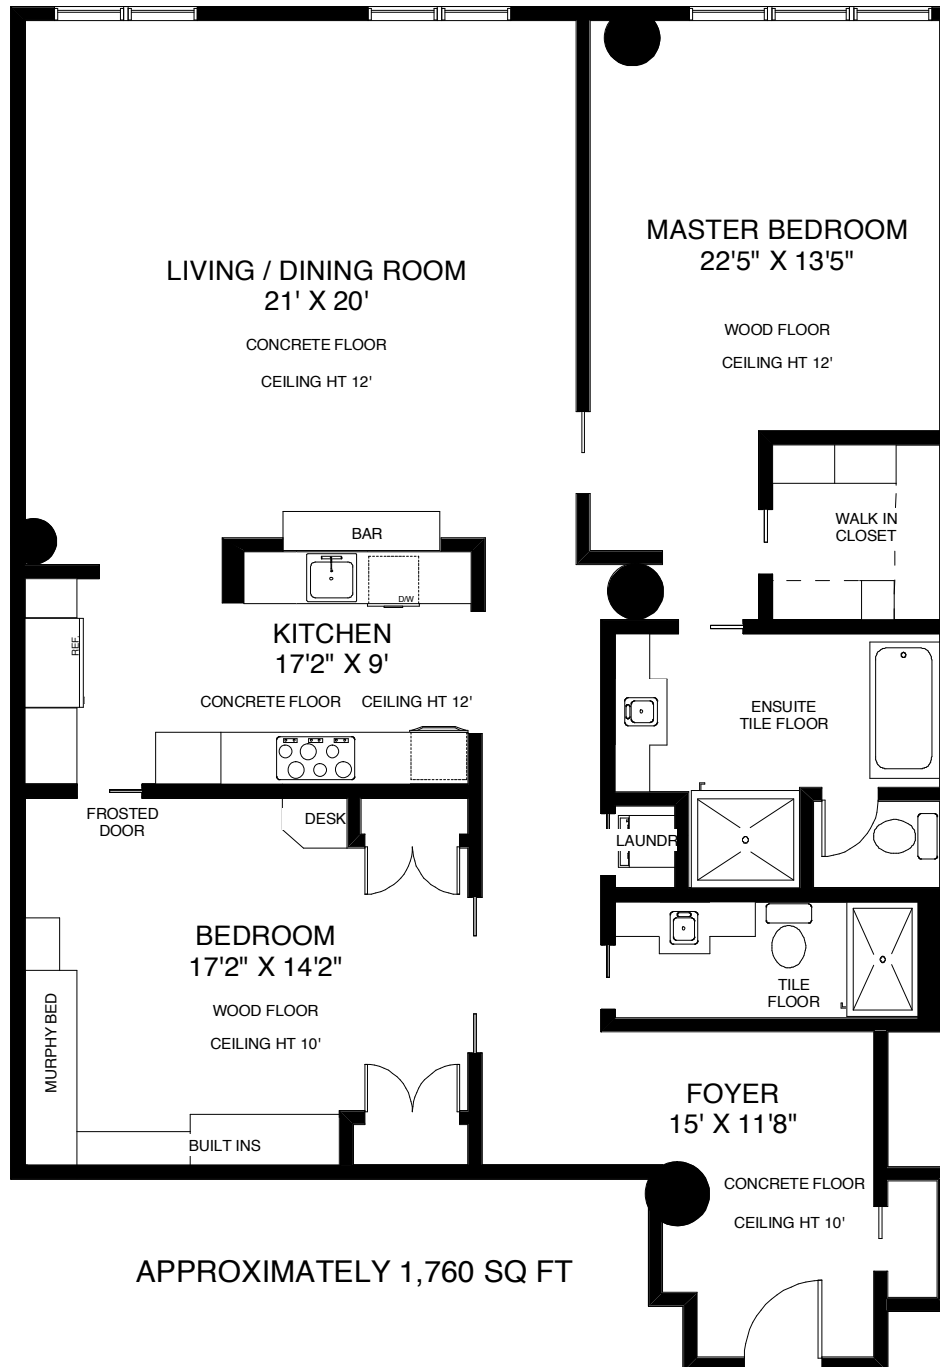 LIVING / DINING ROOM
21' X 20'
CONCRETE FLOOR
CEILING HT 12'
MASTER BEDROOM
22'5" X 13'5"
WOOD FLOOR
CEILING HT 12'
WALK IN
CLOSET
BAR
D/W
REF.
KITCHEN
17'2" X 9'
CONCRETE FLOOR CEILING HT 12'
ENSUITE
TILE FLOOR
FROSTED
DOOR
DESK
LAUNDR
BEDROOM
17'2" X 14'2"
WOOD FLOOR
CEILING HT 10'
MURPHY BED
BUILT INS
TILE
FLOOR
FOYER
15' X 11'8"
CONCRETE FLOOR
CEILING HT 10'
APPROXIMATELY 1,760 SQ FT